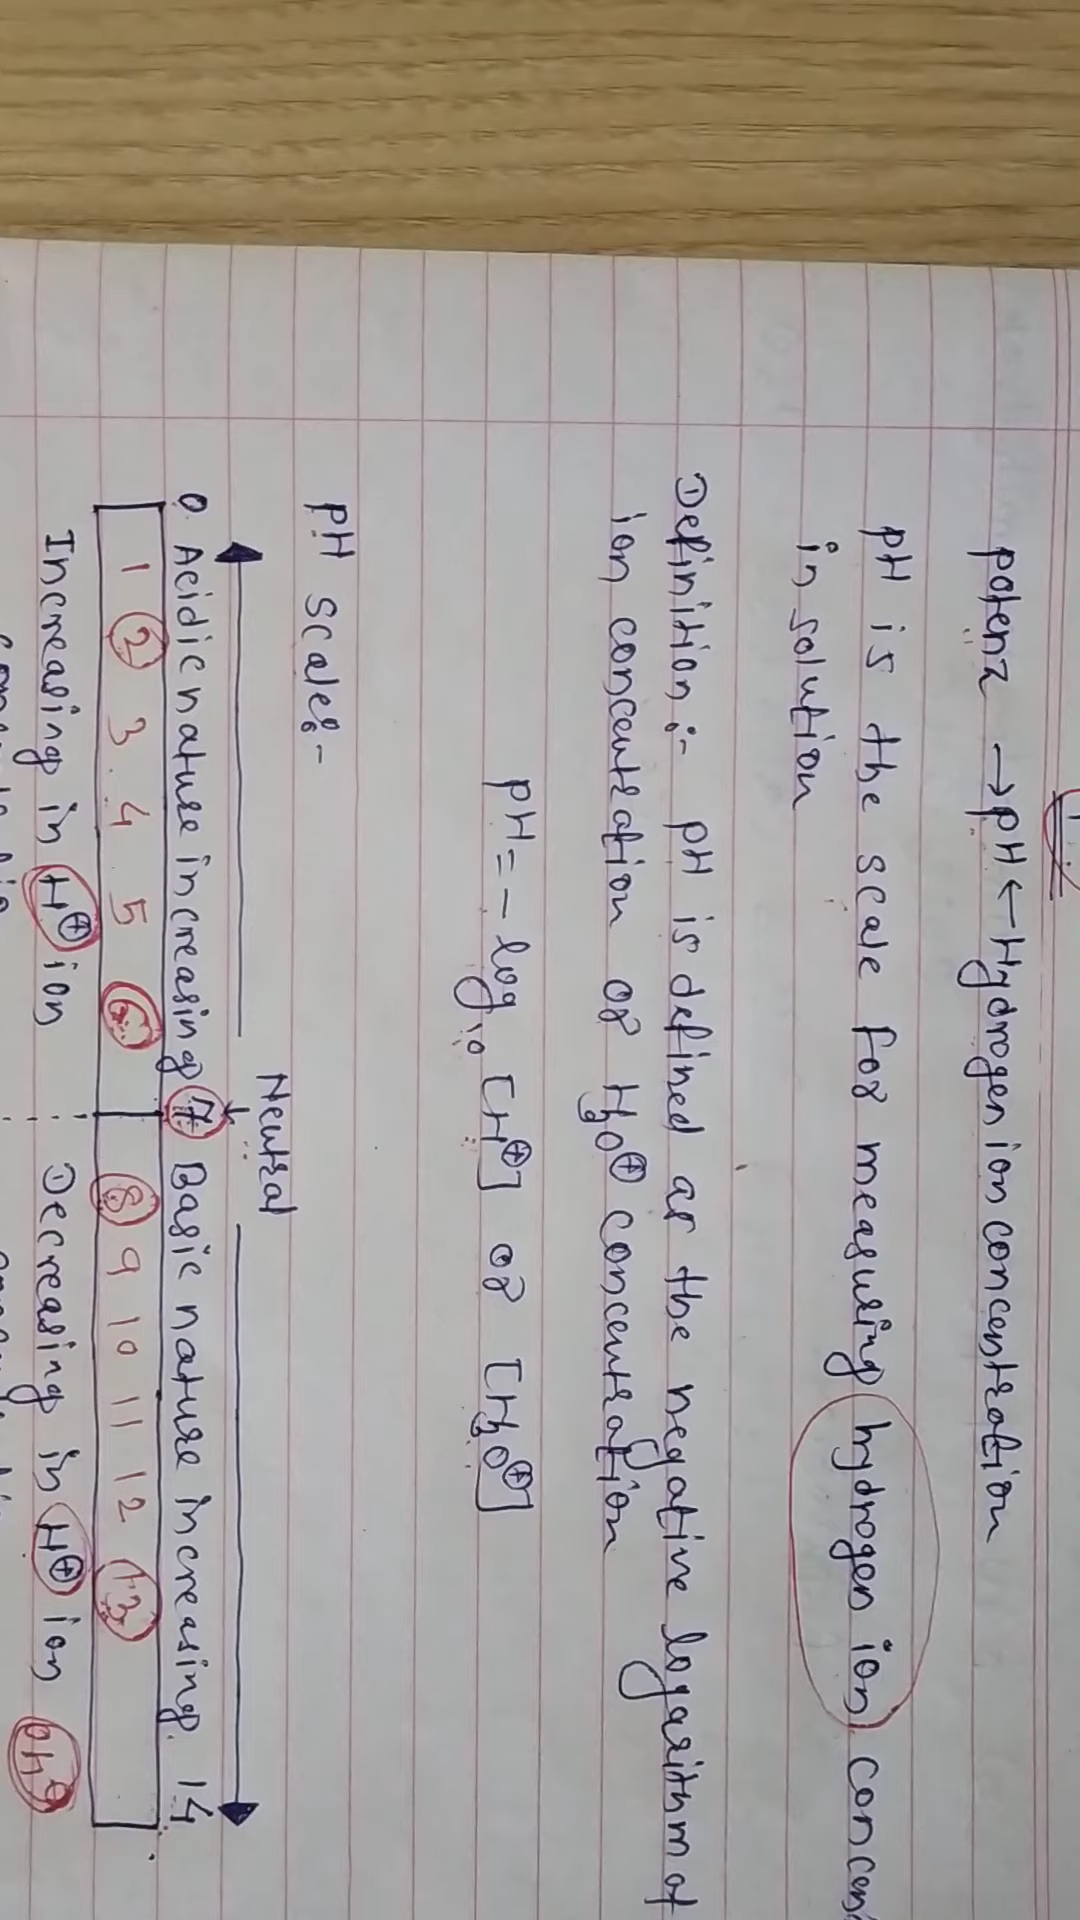 potenz → pH ← Hydrogen ion concentration
pH is the scale for measuring hydrogen ion
in solution
Definition :- pH is defined as the negative logarithm of
ion concentration or H3O⊕ concentration
pH = - log10 [H⊕] or [H3O⊕]
pH scale:-
Neutral
0 Acidic nature increasing 7 Basic nature increasing. 14
1 2 3 4 5 6 8 9 10 11 12 13
Increasing in H⊕ ion Decreasing in H⊕ ion